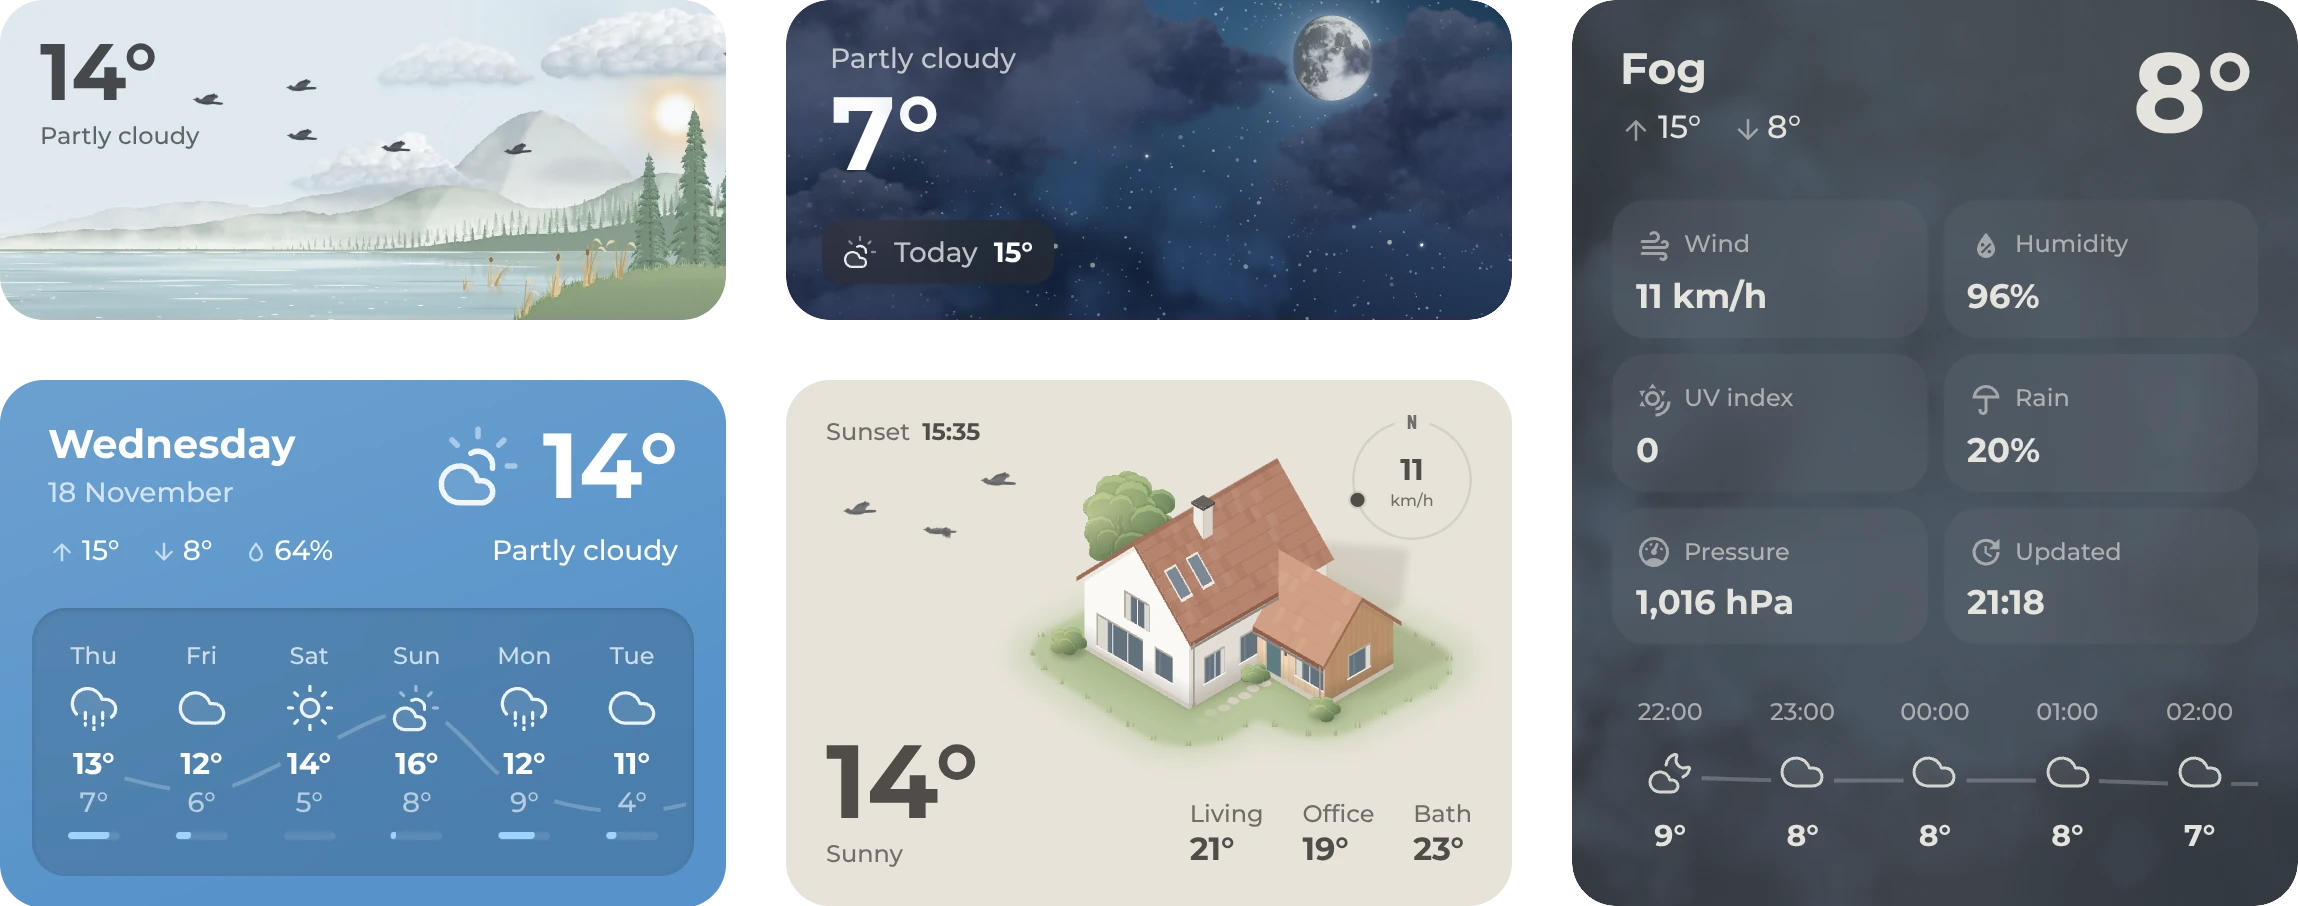 14°
Partly cloudy
Partly cloudy
7°
Today 15°
Fog
8°
15° 8°
Wind
11 km/h
Humidity
96%
UV index
0
Rain
20%
Pressure
1,016 hPa
Updated
21:18
22:00 23:00 00:00 01:00 02:00
9° 8° 8° 8° 7°
Wednesday
18 November
15° 8° 64%
14°
Partly cloudy
Thu Fri Sat Sun Mon Tue
13° 12° 14° 16° 12° 11°
7° 6° 5° 8° 9° 4°
Sunset 15:35
N
11
km/h
14°
Sunny
Living Office Bath
21° 19° 23°